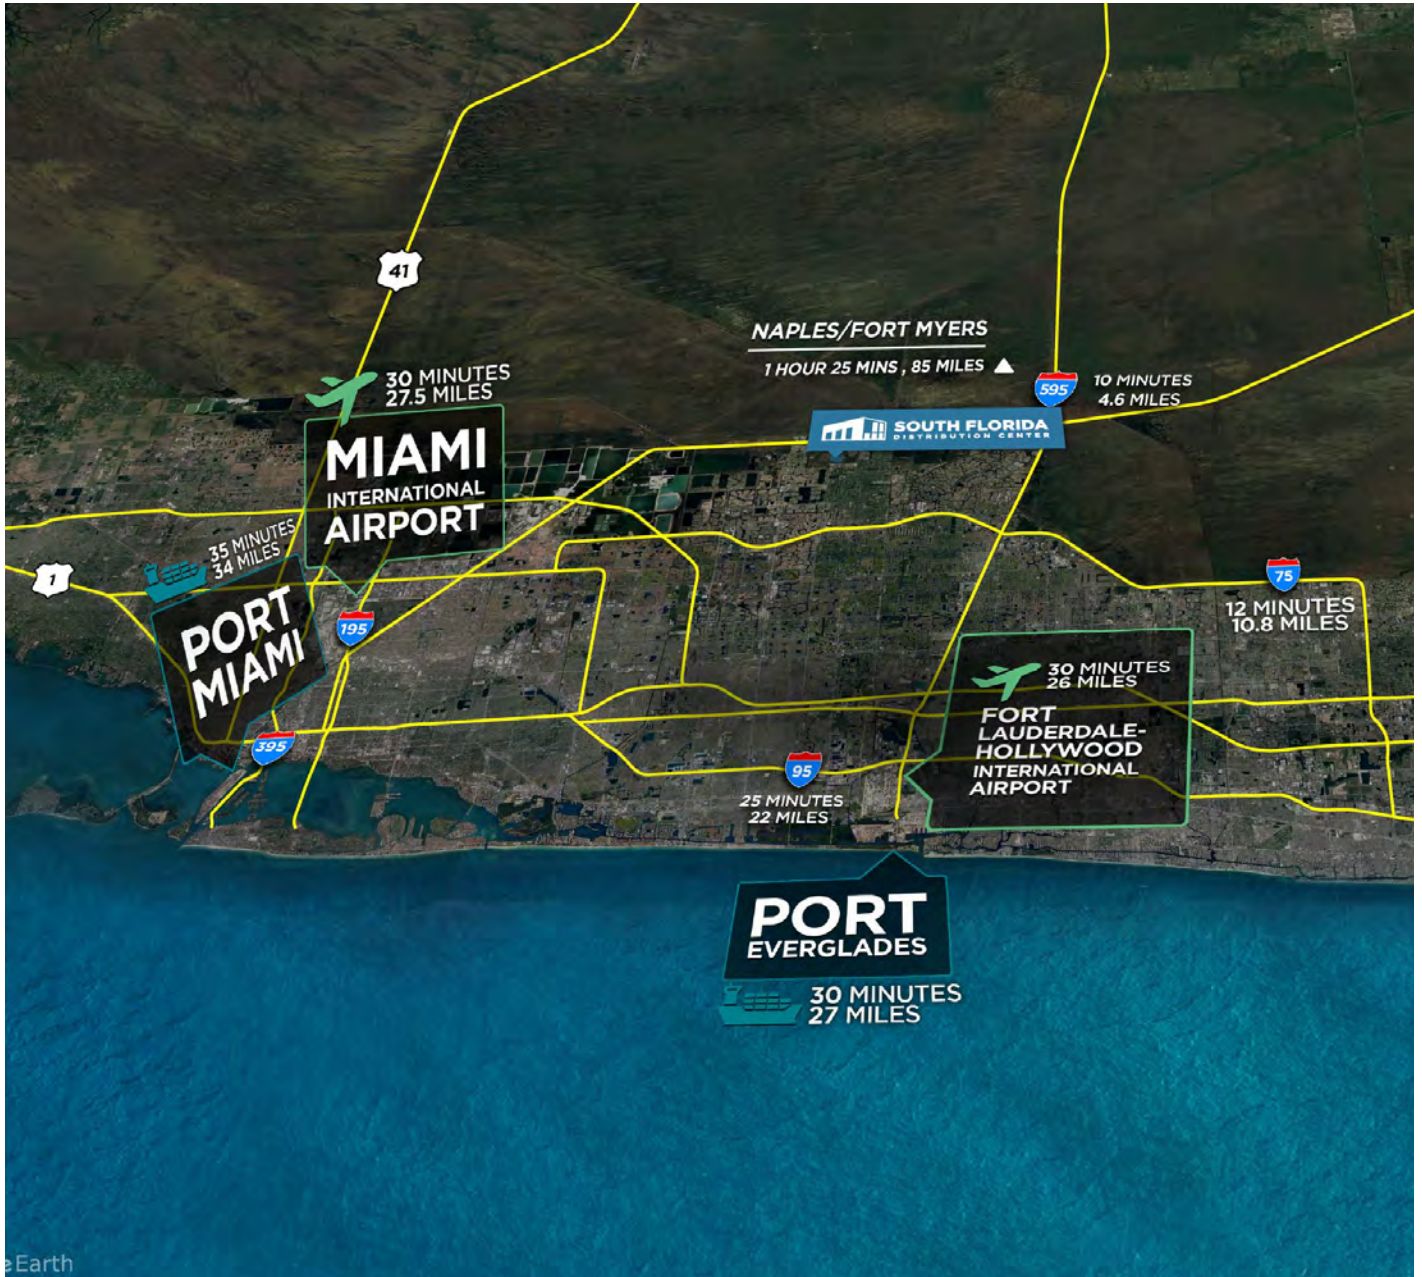 41
NAPLES/FORT MYERS
1 HOUR 25 MINS , 85 MILES
595
10 MINUTES
4.6 MILES
30 MINUTES
27.5 MILES
SOUTH FLORIDA
DISTRIBUTION CENTER
MIAMI
INTERNATIONAL
AIRPORT
35 MINUTES
34 MILES
1
PORT
MIAMI
195
75
12 MINUTES
10.8 MILES
30 MINUTES
26 MILES
FORT
LAUDERDALE-
HOLLYWOOD
INTERNATIONAL
AIRPORT
395
95
25 MINUTES
22 MILES
PORT
EVERGLADES
30 MINUTES
27 MILES
Earth